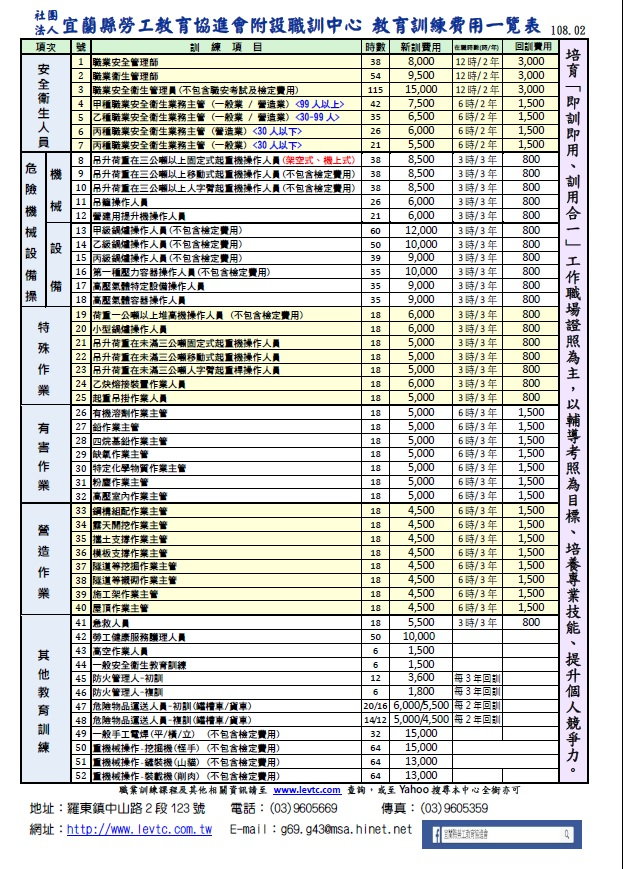 社團法人 宜蘭縣勞工教育協進會附設職訓中心 教育訓練費用一覽表 108.02
項次 號 訓練項目 時數 新訓費用 在職時數(時/年) 回訓費用
安全衛生人員
1 職業安全管理師 38 8,000 12時/2年 3,000
2 職業衛生管理師 54 9,500 12時/2年 3,000
3 職業安全衛生管理員(不包含職安考試及檢定費用) 115 15,000 12時/2年 3,000
4 甲種職業安全衛生業務主管 (一般業 / 營造業) <99人以上> 42 7,500 6時/2年 1,500
5 乙種職業安全衛生業務主管 (一般業 / 營造業) <30-99人> 35 6,500 6時/2年 1,500
6 丙種職業安全衛生業務主管 (營造業) <30人以下> 26 6,000 6時/2年 1,500
7 丙種職業安全衛生業務主管 (一般業) <30人以下> 21 5,500 6時/2年 1,500
危險機械設備操
機械
8 吊升荷重在三公噸以上固定式起重機操作人員(架空式、機上式) 38 8,500 3時/3年 800
9 吊升荷重在三公噸以上移動式起重機操作人員(不包含檢定費用) 38 8,500 3時/3年 800
10 吊升荷重在三公噸以上人字臂起重機操作人員(不包含檢定費用) 38 8,500 3時/3年 800
11 吊籠操作人員 26 6,000 3時/3年 800
12 營建用提升機操作人員 21 6,000 3時/3年 800
設備
13 甲級鍋爐操作人員(不包含檢定費用) 60 12,000 3時/3年 800
14 乙級鍋爐操作人員(不包含檢定費用) 50 10,000 3時/3年 800
15 丙級鍋爐操作人員(不包含檢定費用) 39 9,000 3時/3年 800
16 第一種壓力容器操作人員(不包含檢定費用) 35 10,000 3時/3年 800
17 高壓氣體特定設備操作人員 35 9,000 3時/3年 800
18 高壓氣體容器操作人員 35 9,000 3時/3年 800
特殊作業
19 荷重一公噸以上堆高機操作人員 (不包含檢定費用) 18 6,000 3時/3年 800
20 小型鍋爐操作人員 18 6,000 3時/3年 800
21 吊升荷重在未滿三公噸固定式起重機操作人員 18 5,000 3時/3年 800
22 吊升荷重在未滿三公噸移動式起重機操作人員 18 5,000 3時/3年 800
23 吊升荷重在未滿三公噸人字臂起重桿操作人員 18 5,000 3時/3年 800
24 乙炔熔接裝置作業人員 18 6,000 3時/3年 800
25 起重吊掛作業人員 18 5,000 3時/3年 800
有害作業
26 有機溶劑作業主管 18 5,000 6時/3年 1,500
27 鉛作業主管 18 5,000 6時/3年 1,500
28 四烷基鉛作業主管 18 5,000 6時/3年 1,500
29 缺氧作業主管 18 5,000 6時/3年 1,500
30 特定化學物質作業主管 18 5,000 6時/3年 1,500
31 粉塵作業主管 18 5,000 6時/3年 1,500
32 高壓室內作業主管 18 5,000 6時/3年 1,500
營造作業
33 鋼構組配作業主管 18 4,500 6時/3年 1,500
34 露天開挖作業主管 18 4,500 6時/3年 1,500
35 擋土支撐作業主管 18 4,500 6時/3年 1,500
36 模板支撐作業主管 18 4,500 6時/3年 1,500
37 隧道等挖掘作業主管 18 4,500 6時/3年 1,500
38 隧道等襯砌作業主管 18 4,500 6時/3年 1,500
39 施工架作業主管 18 4,500 6時/3年 1,500
40 屋頂作業主管 18 4,500 6時/3年 1,500
其他教育訓練
41 急救人員 18 5,500 3時/3年 800
42 勞工健康服務護理人員 50 10,000
43 高空作業人員 6 1,500
44 一般安全衛生教育訓練 6 1,500
45 防火管理人-初訓 12 3,600 每3年回訓
46 防火管理人-複訓 6 1,800 每3年回訓
47 危險物品運送人員-初訓(罐槽車/貨車) 20/16 6,000/5,500 每2年回訓
48 危險物品運送人員-複訓(罐槽車/貨車) 14/12 5,000/4,500 每2年回訓
49 一般手工電焊(平/橫/立) (不包含檢定費用) 32 15,000
50 重機械操作-挖掘機(怪手) (不包含檢定費用) 64 15,000
51 重機械操作-鏟裝機(山貓) (不包含檢定費用) 64 13,000
52 重機械操作-裝載機(削肉) (不包含檢定費用) 64 13,000
培育「即訓即用、訓用合一」工作職場證照為主，以輔導考照為目標、培養專業技能、提升個人競爭力。
職業訓練課程及其他相關資訊請至 www.levtc.com 查詢，或至 Yahoo 搜尋本中心全銜亦可
地址：羅東鎮中山路2段123號 電話：(03)9605669 傳真：(03)9605359
網址：http://www.levtc.com.tw E-mail：g69.g43@msa.hinet.net
f 宜蘭縣勞工教育協進會